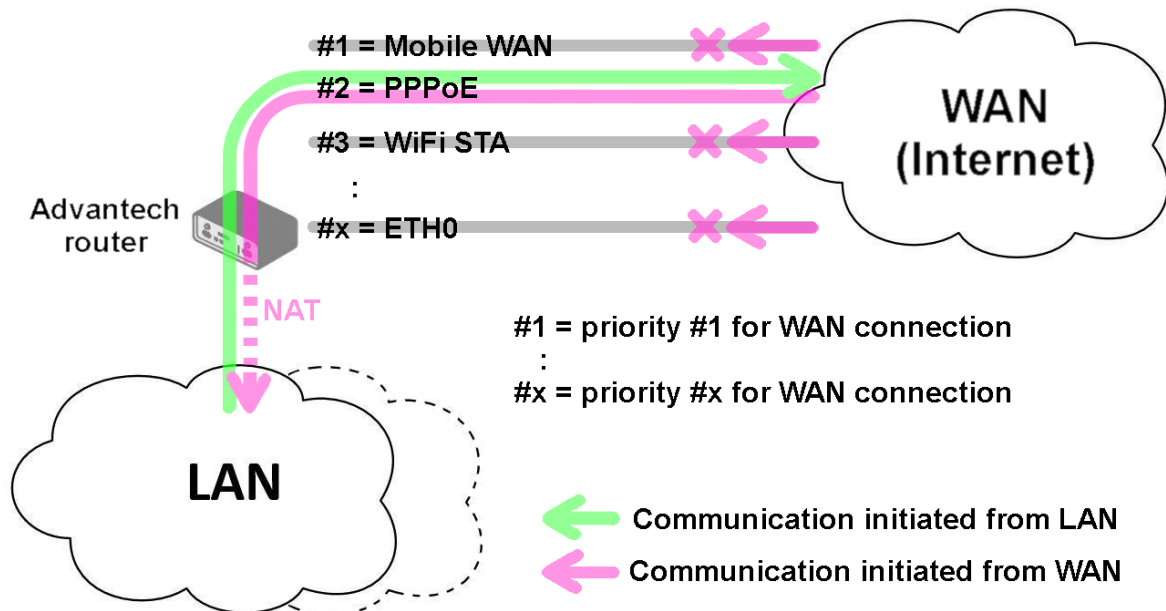 #1 = Mobile WAN
#2 = PPPoE
#3 = WiFi STA
:
#x = ETH0
WAN
(Internet)
Advantech
router
NAT
#1 = priority #1 for WAN connection
:
#x = priority #x for WAN connection
LAN
Communication initiated from LAN
Communication initiated from WAN